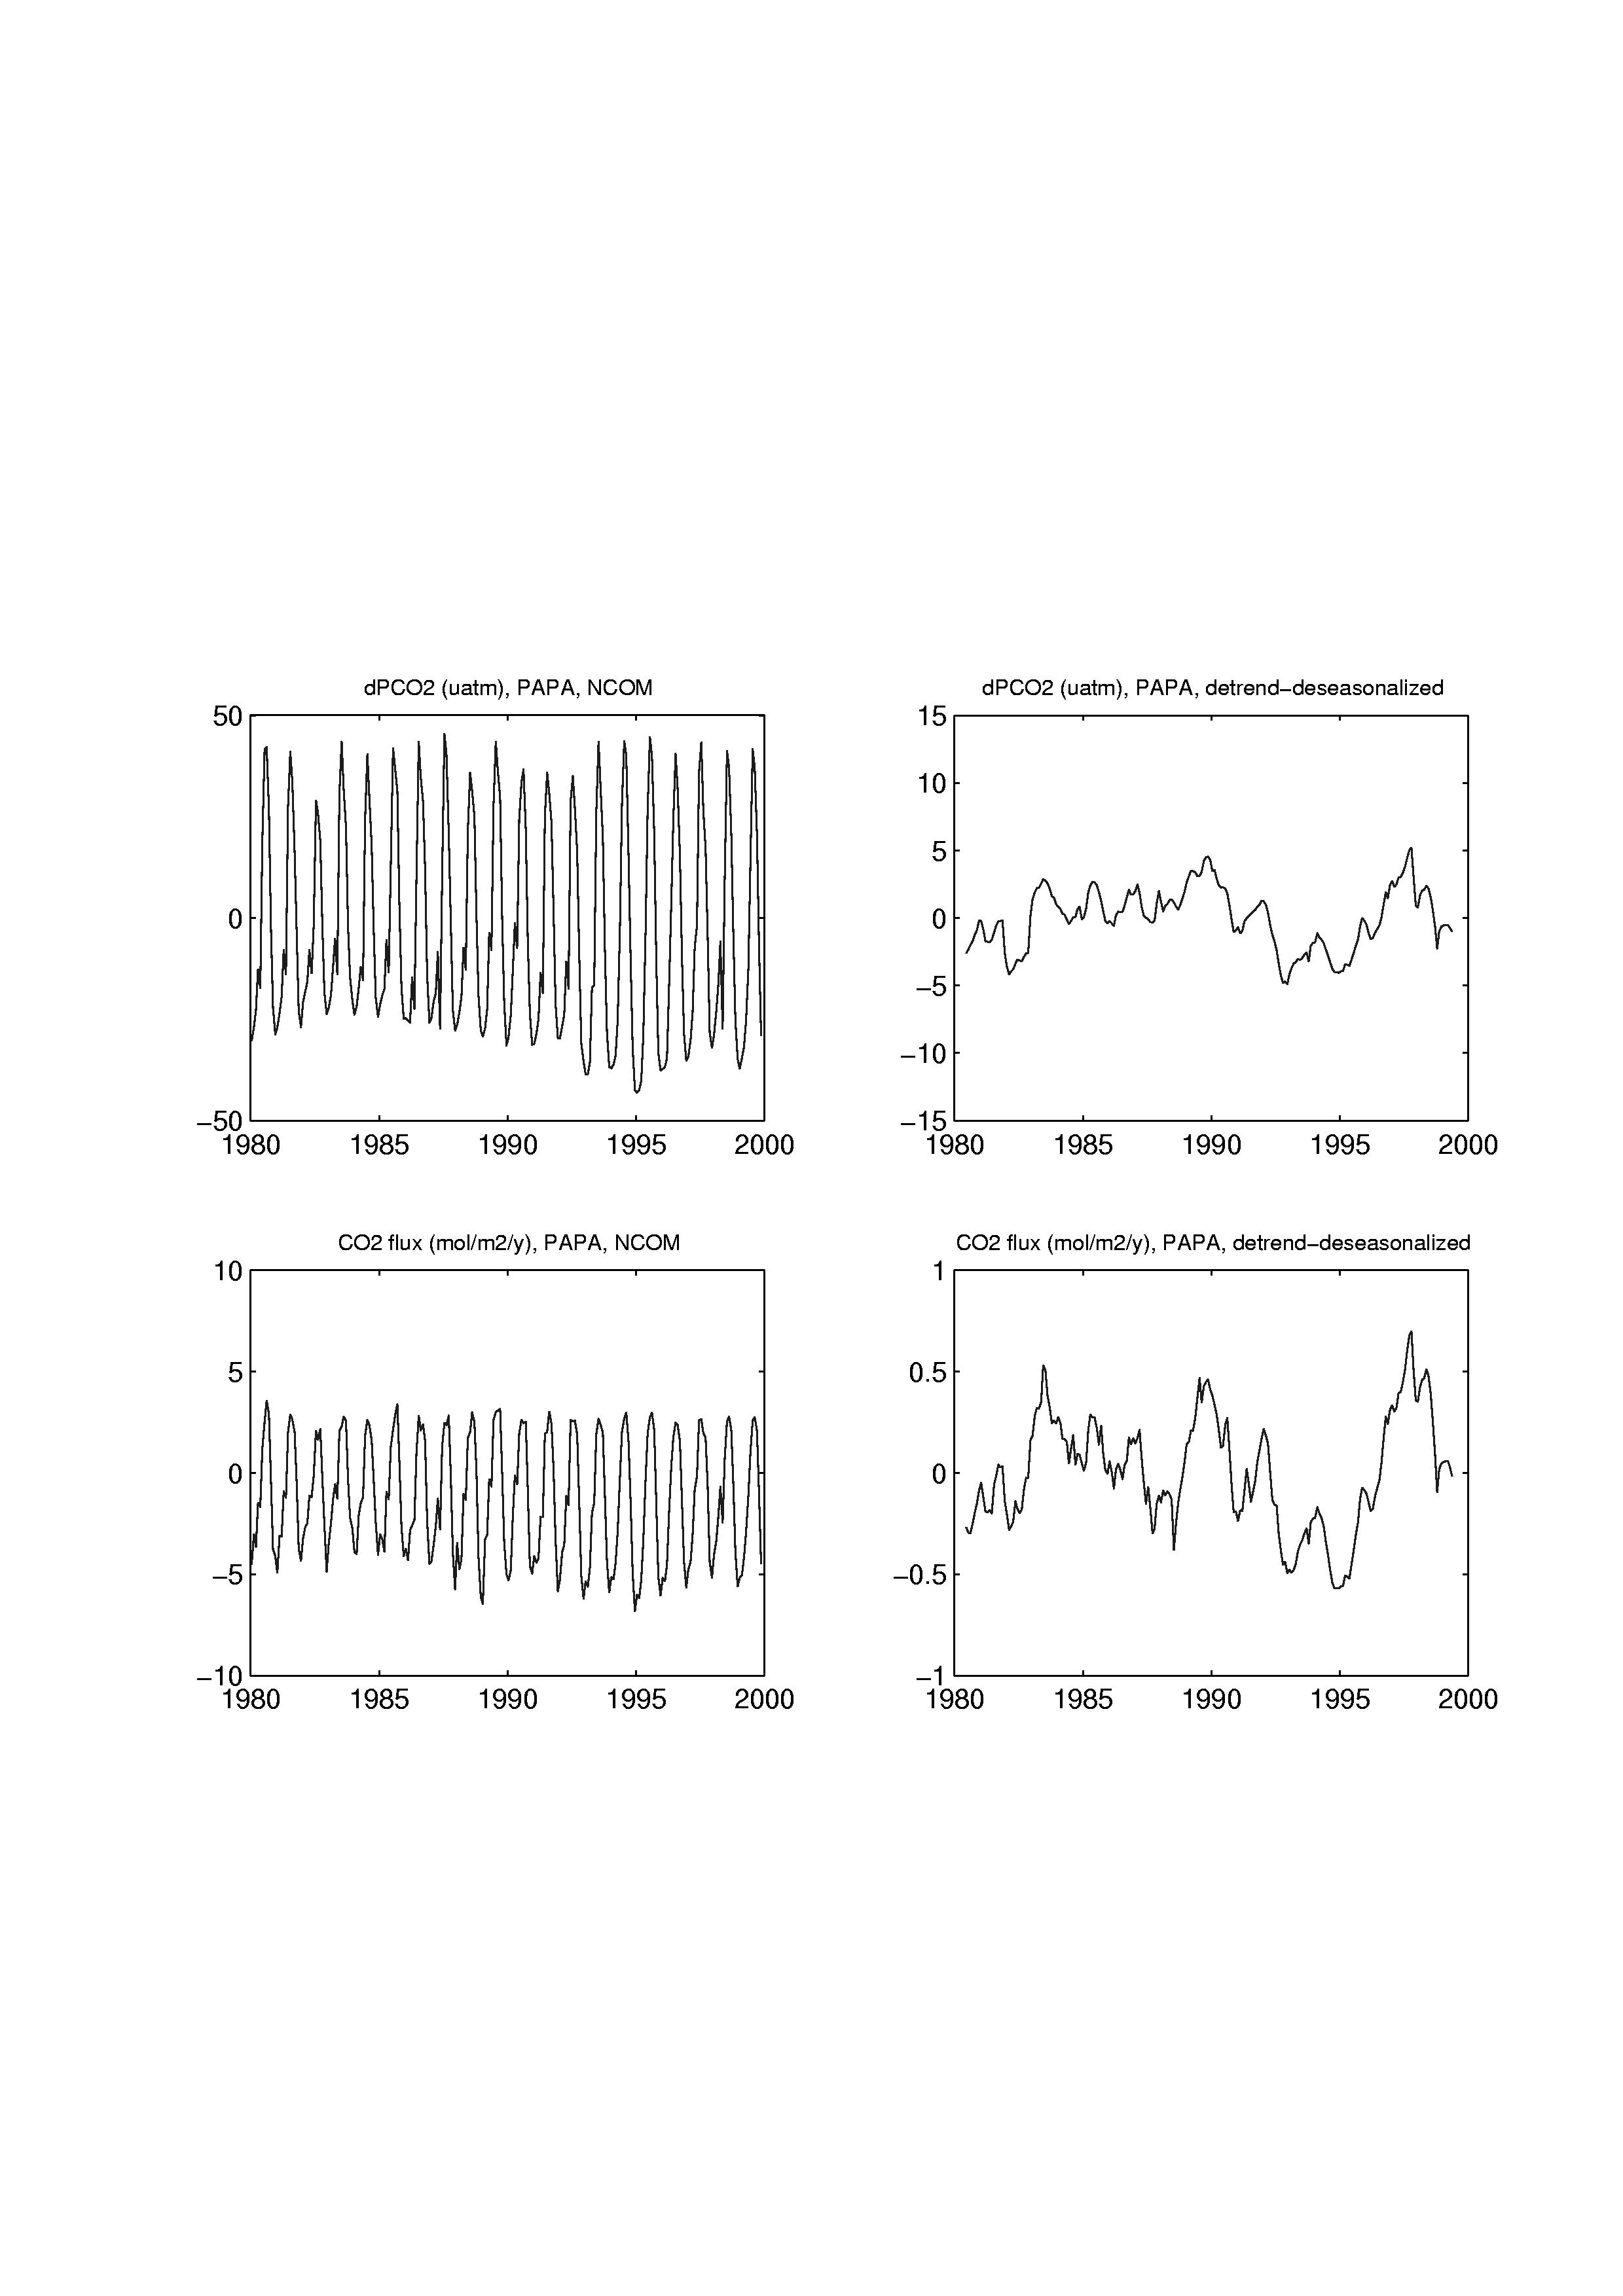 dPCO2 (uatm), PAPA, NCOM
50
0
−50
1980 1985 1990 1995 2000
dPCO2 (uatm), PAPA, detrend−deseasonalized
15
10
5
0
−5
−10
−15
1980 1985 1990 1995 2000
CO2 flux (mol/m2/y), PAPA, NCOM
10
5
0
−5
−10
1980 1985 1990 1995 2000
CO2 flux (mol/m2/y), PAPA, detrend−deseasonalized
1
0.5
0
−0.5
−1
1980 1985 1990 1995 2000